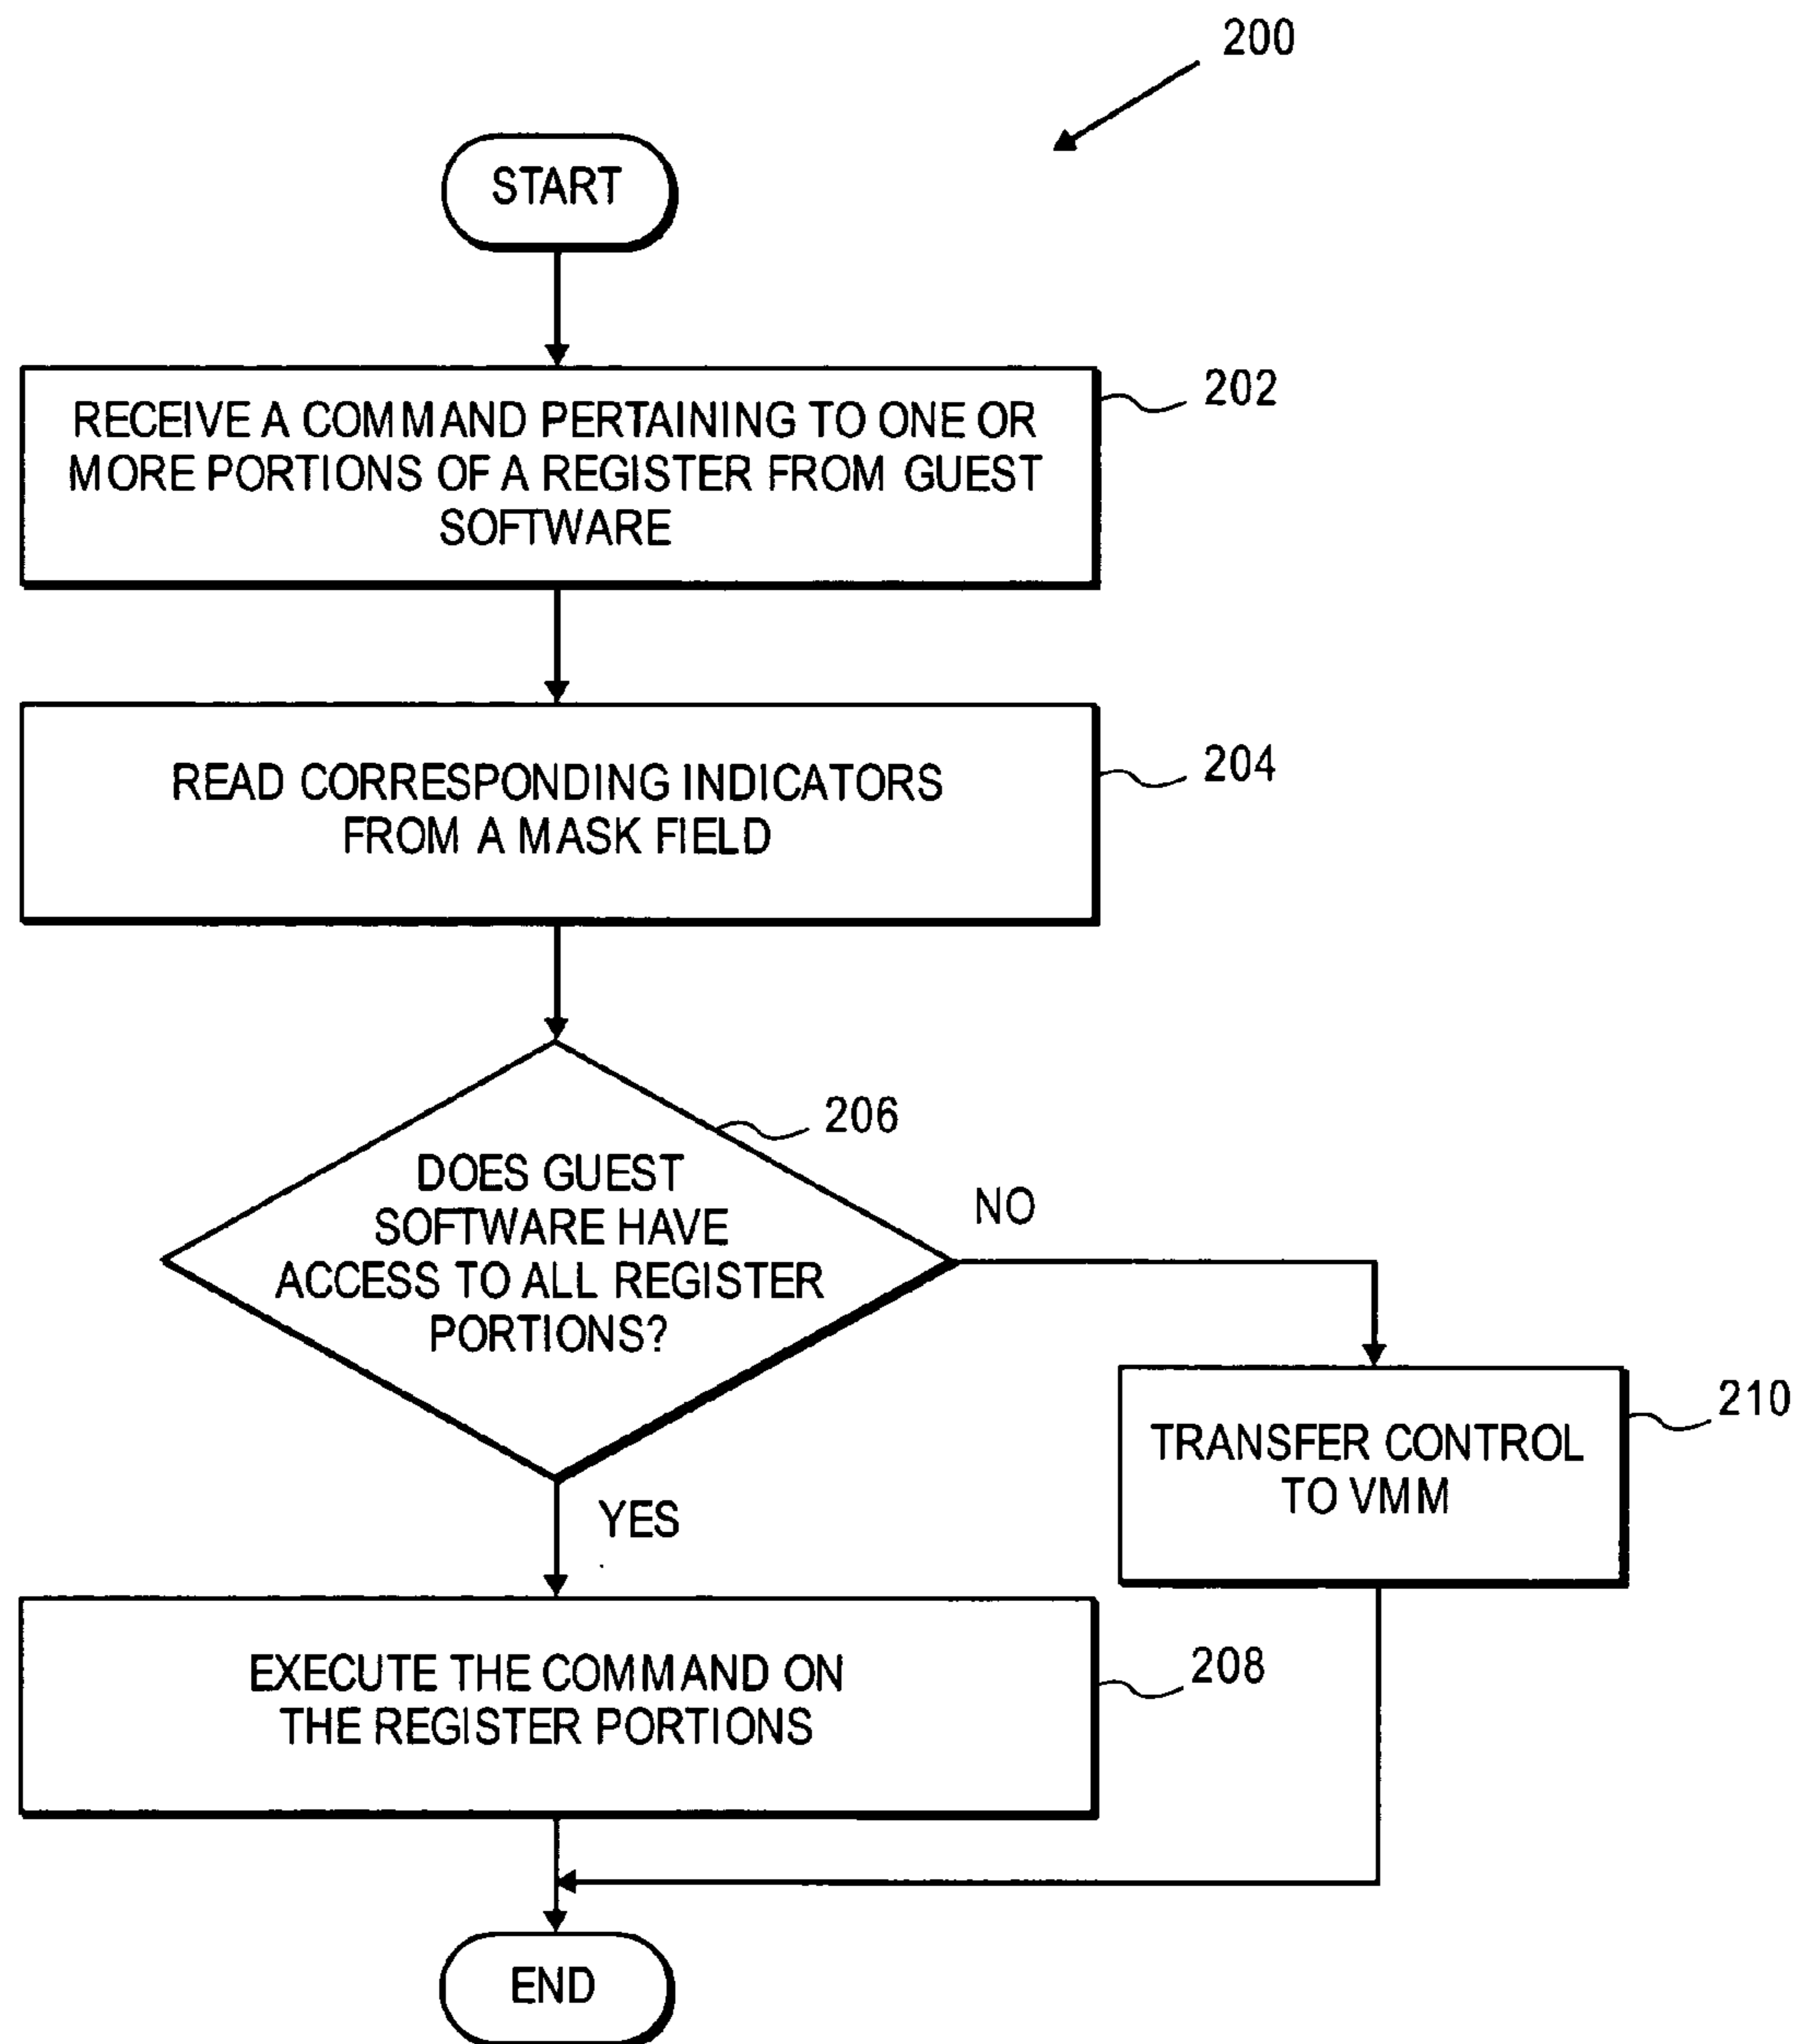 200
START
RECEIVE A COMMAND PERTAINING TO ONE OR
MORE PORTIONS OF A REGISTER FROM GUEST
SOFTWARE
202
READ CORRESPONDING INDICATORS
FROM A MASK FIELD
204
206
DOES GUEST
SOFTWARE HAVE
ACCESS TO ALL REGISTER
PORTIONS?
NO
YES
TRANSFER CONTROL
TO VMM
210
EXECUTE THE COMMAND ON
THE REGISTER PORTIONS
208
END